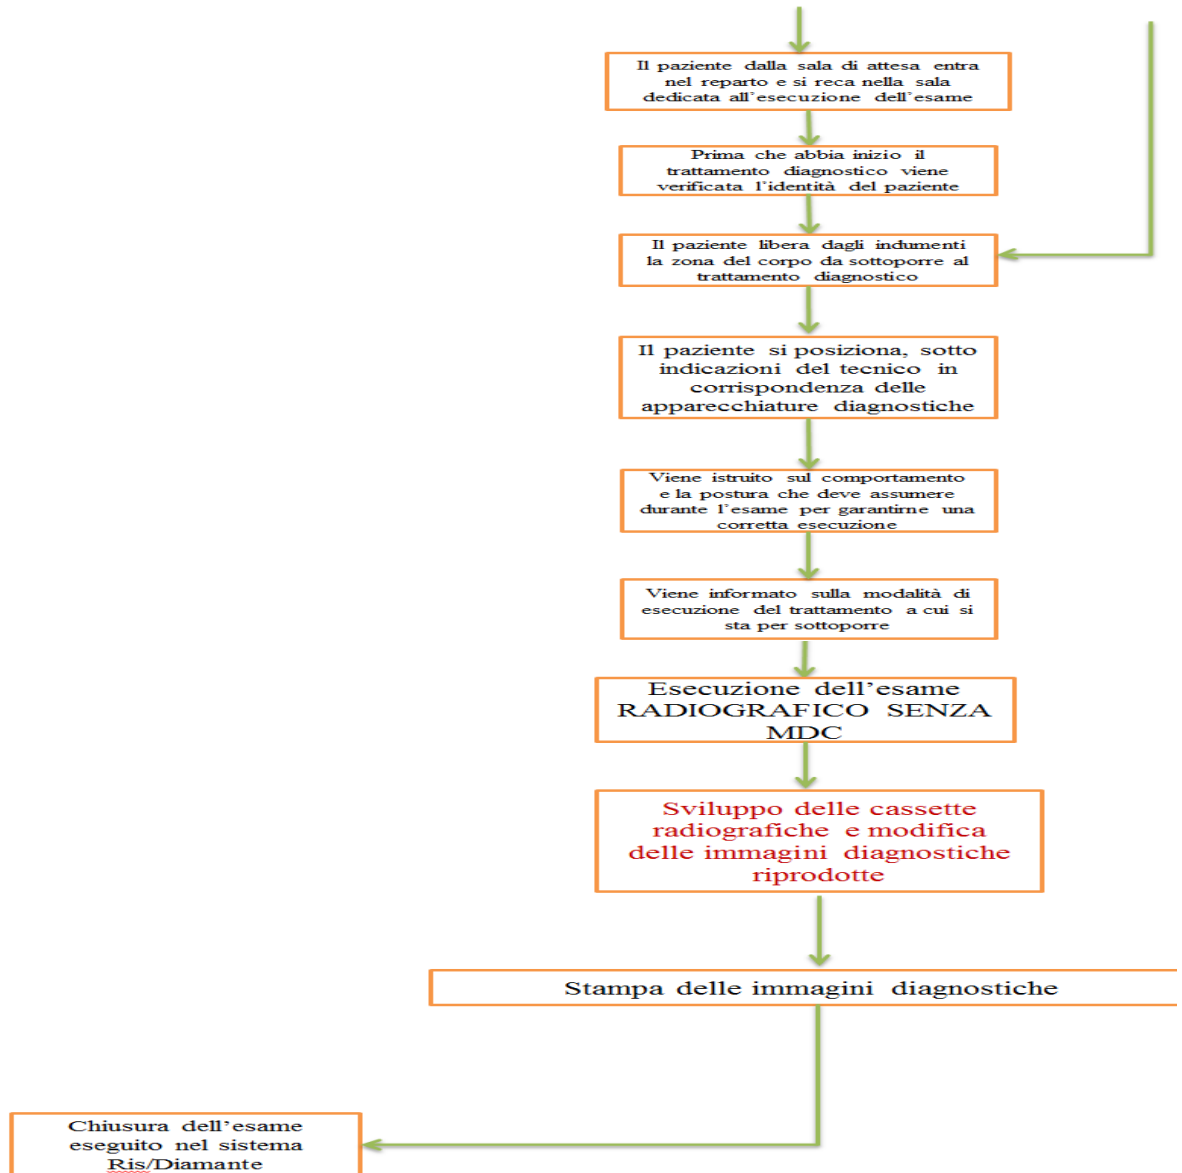 Il paziente dalla sala di attesa entra
nel reparto e si reca nella sala
dedicata all'esecuzione dell'esame
Prima che abbia inizio il
trattamento diagnostico viene
verificata l'identità del paziente
Il paziente libera dagli indumenti
la zona del corpo da sottoporre al
trattamento diagnostico
Il paziente si posiziona, sotto
indicazioni del tecnico in
corrispondenza delle
apparecchiature diagnostiche
Viene istruito sul comportamento
e la postura che deve assumere
durante l'esame per garantirne una
corretta esecuzione
Viene informato sulla modalità di
esecuzione del trattamento a cui si
sta per sottoporre
Esecuzione dell'esame
RADIOGRAFICO SENZA
MDC
Sviluppo delle cassette
radiografiche e modifica
delle immagini diagnostiche
riprodotte
Stampa delle immagini diagnostiche
Chiusura dell'esame
eseguito nel sistema
Ris/Diamante